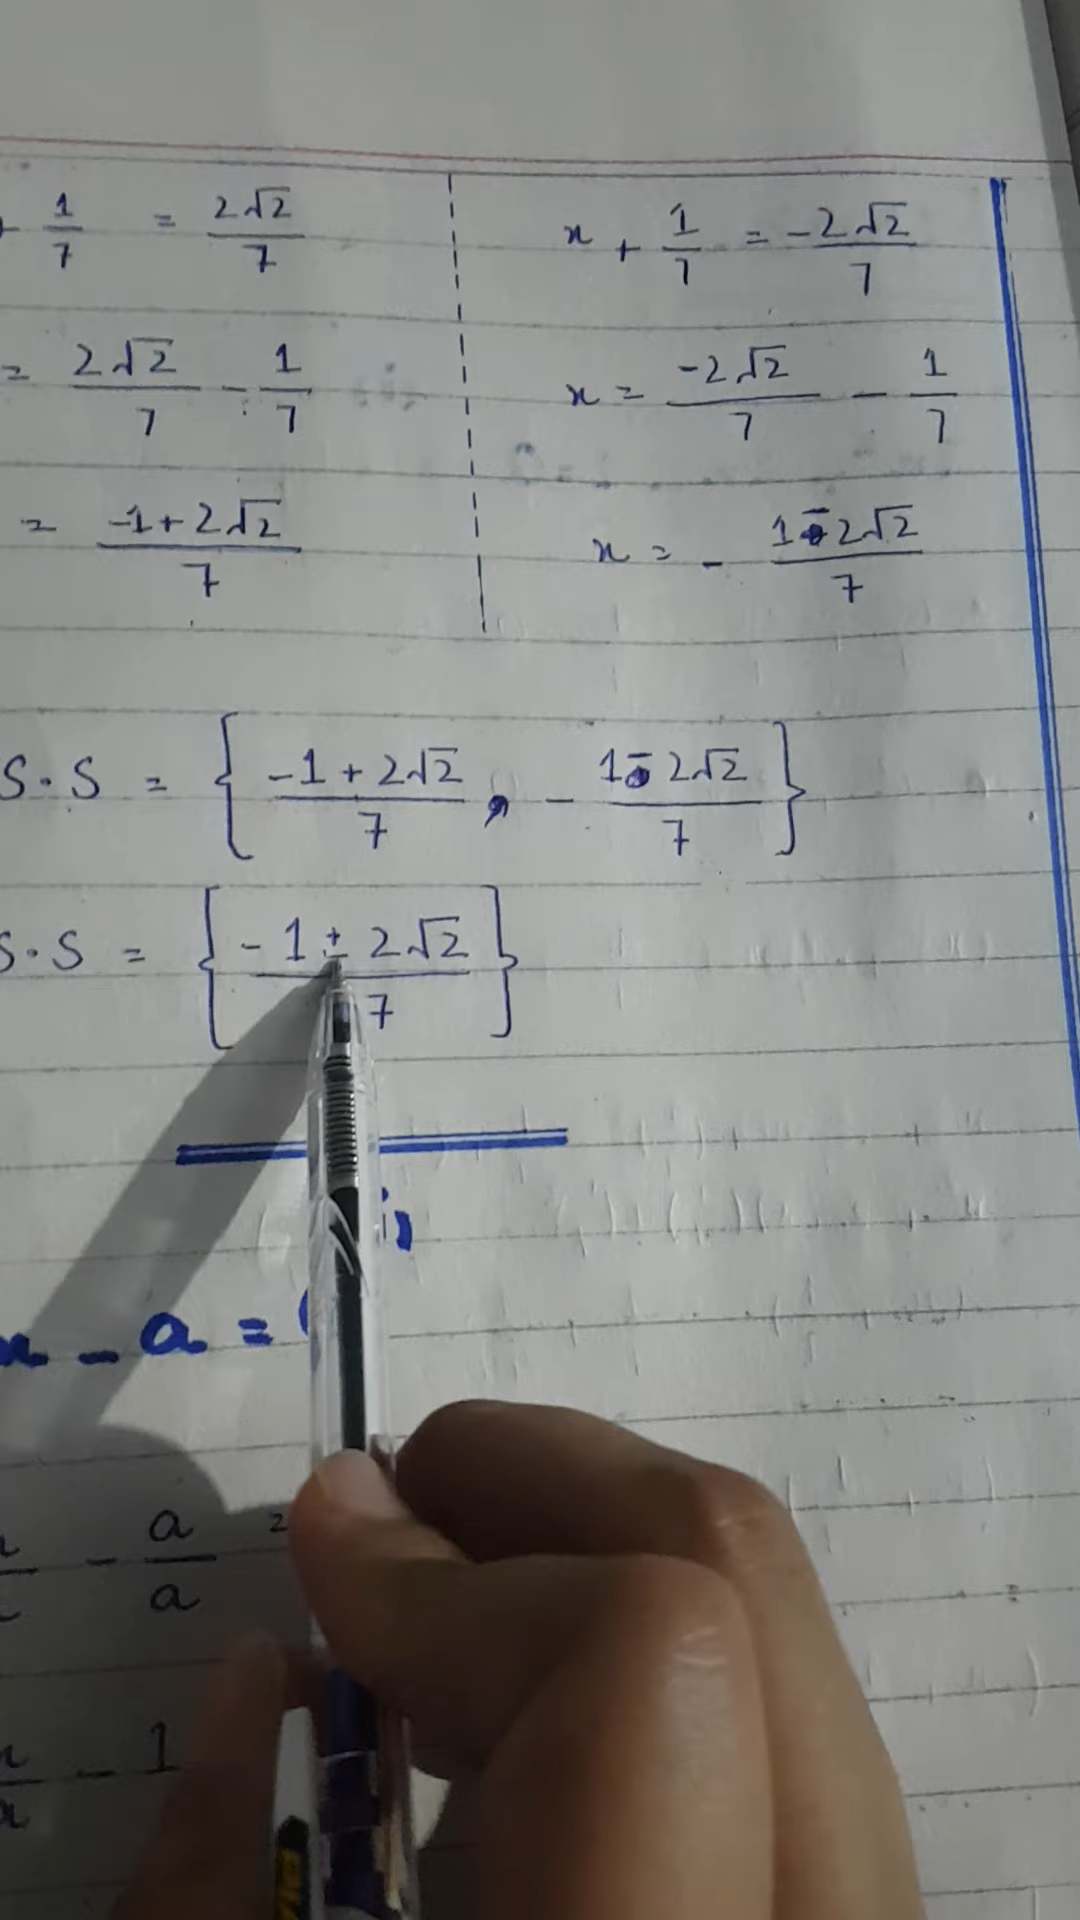 + 1/7 = 2√2/7
x + 1/7 = -2√2/7
= 2√2/7 - 1/7
x = -2√2/7 - 1/7
= -1+2√2/7
x = - 1-2√2/7
S.S = { -1+2√2/7 , - 1-2√2/7 }
S.S = { -1±2√2/7 }
x - a =
- a/a =
- 1